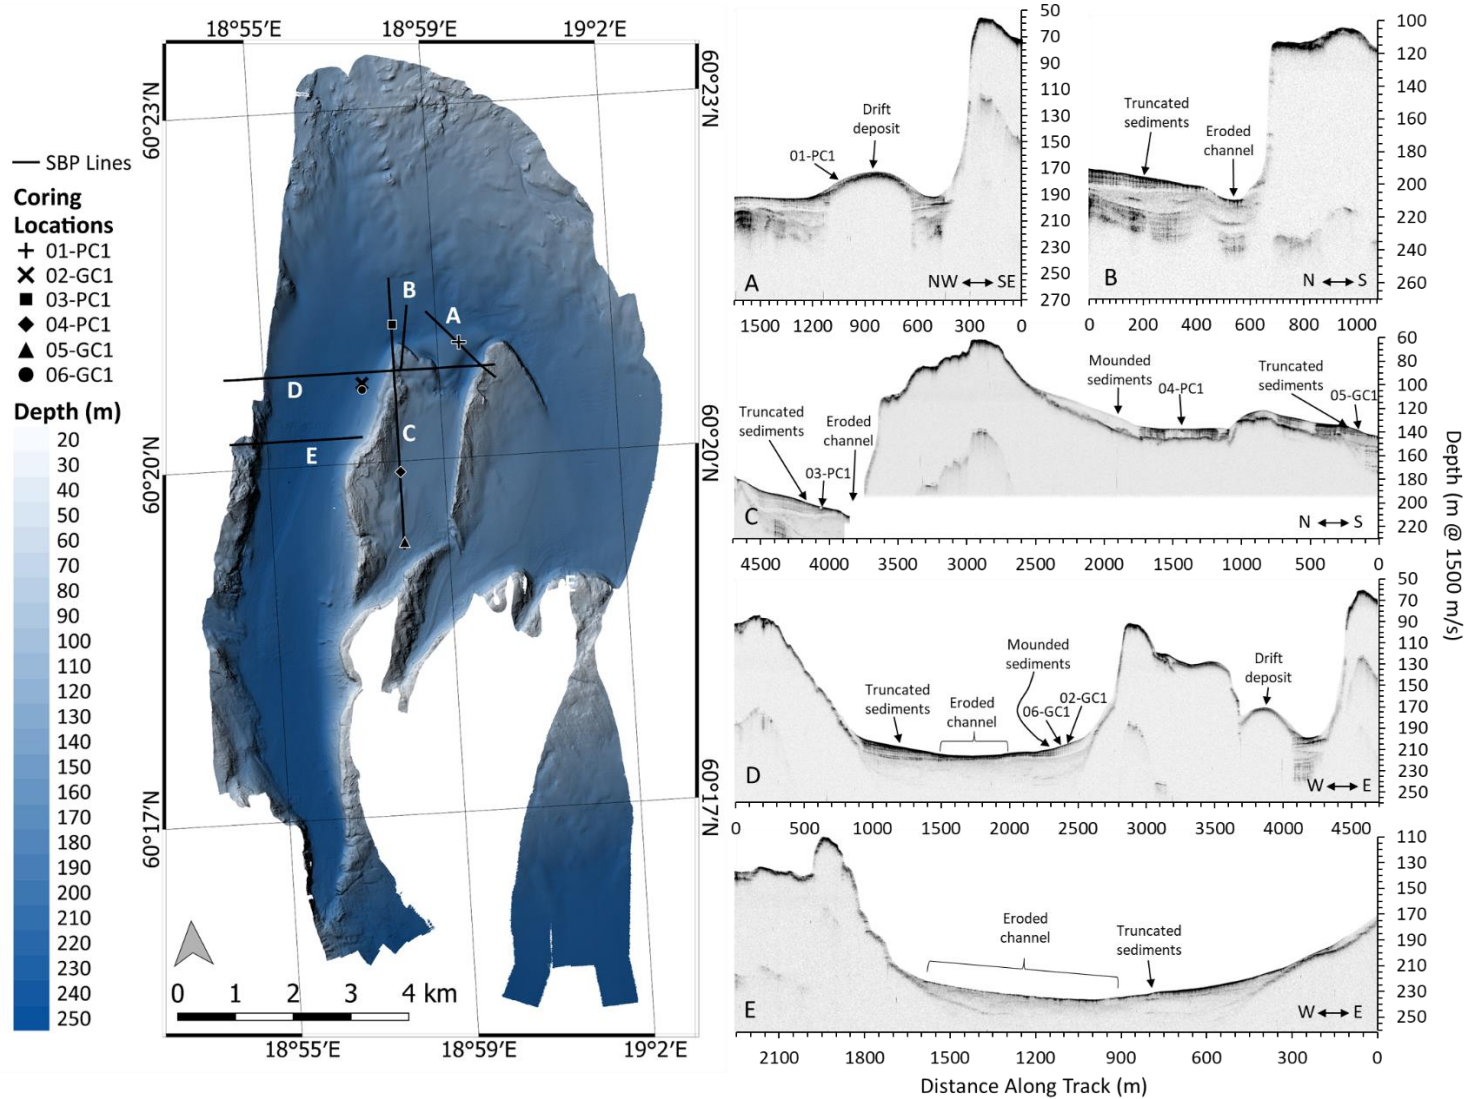 18°55′E 18°59′E 19°2′E
60°23′N
60°23′N
SBP Lines
Coring
Locations
01-PC1
02-GC1
03-PC1
04-PC1
05-GC1
06-GC1
Depth (m)
20
30
40
50
60
70
80
90
100
110
120
130
140
150
160
170
180
190
200
210
220
230
240
250
B
A
D
C
E
60°20′N
60°20′N
E
60°17′N
60°17′N
0 1 2 3 4 km
18°55′E 18°59′E 19°2′E
Drift
deposit
01-PC1
A
NW SE
50
70
90
110
130
150
170
190
210
230
250
270
1500 1200 900 600 300 0
Truncated
sediments
Eroded
channel
B
N S
100
120
140
160
180
200
220
240
260
0 200 400 600 800 1000
Truncated
sediments
03-PC1
Eroded
channel
Mounded
sediments
04-PC1
Truncated
sediments
05-GC1
C
N S
60
80
100
120
140
160
180
200
220
4500 4000 3500 3000 2500 2000 1500 1000 500 0
Truncated
sediments
Eroded
channel
Mounded
sediments
06-GC1
02-GC1
Drift
deposit
D
W E
50
70
90
110
130
150
170
190
210
230
250
0 500 1000 1500 2000 2500 3000 3500 4000 4500
Eroded
channel
Truncated
sediments
E
W E
110
130
150
170
190
210
230
250
2100 1800 1500 1200 900 600 300 0
Distance Along Track (m)
Depth (m @ 1500 m/s)